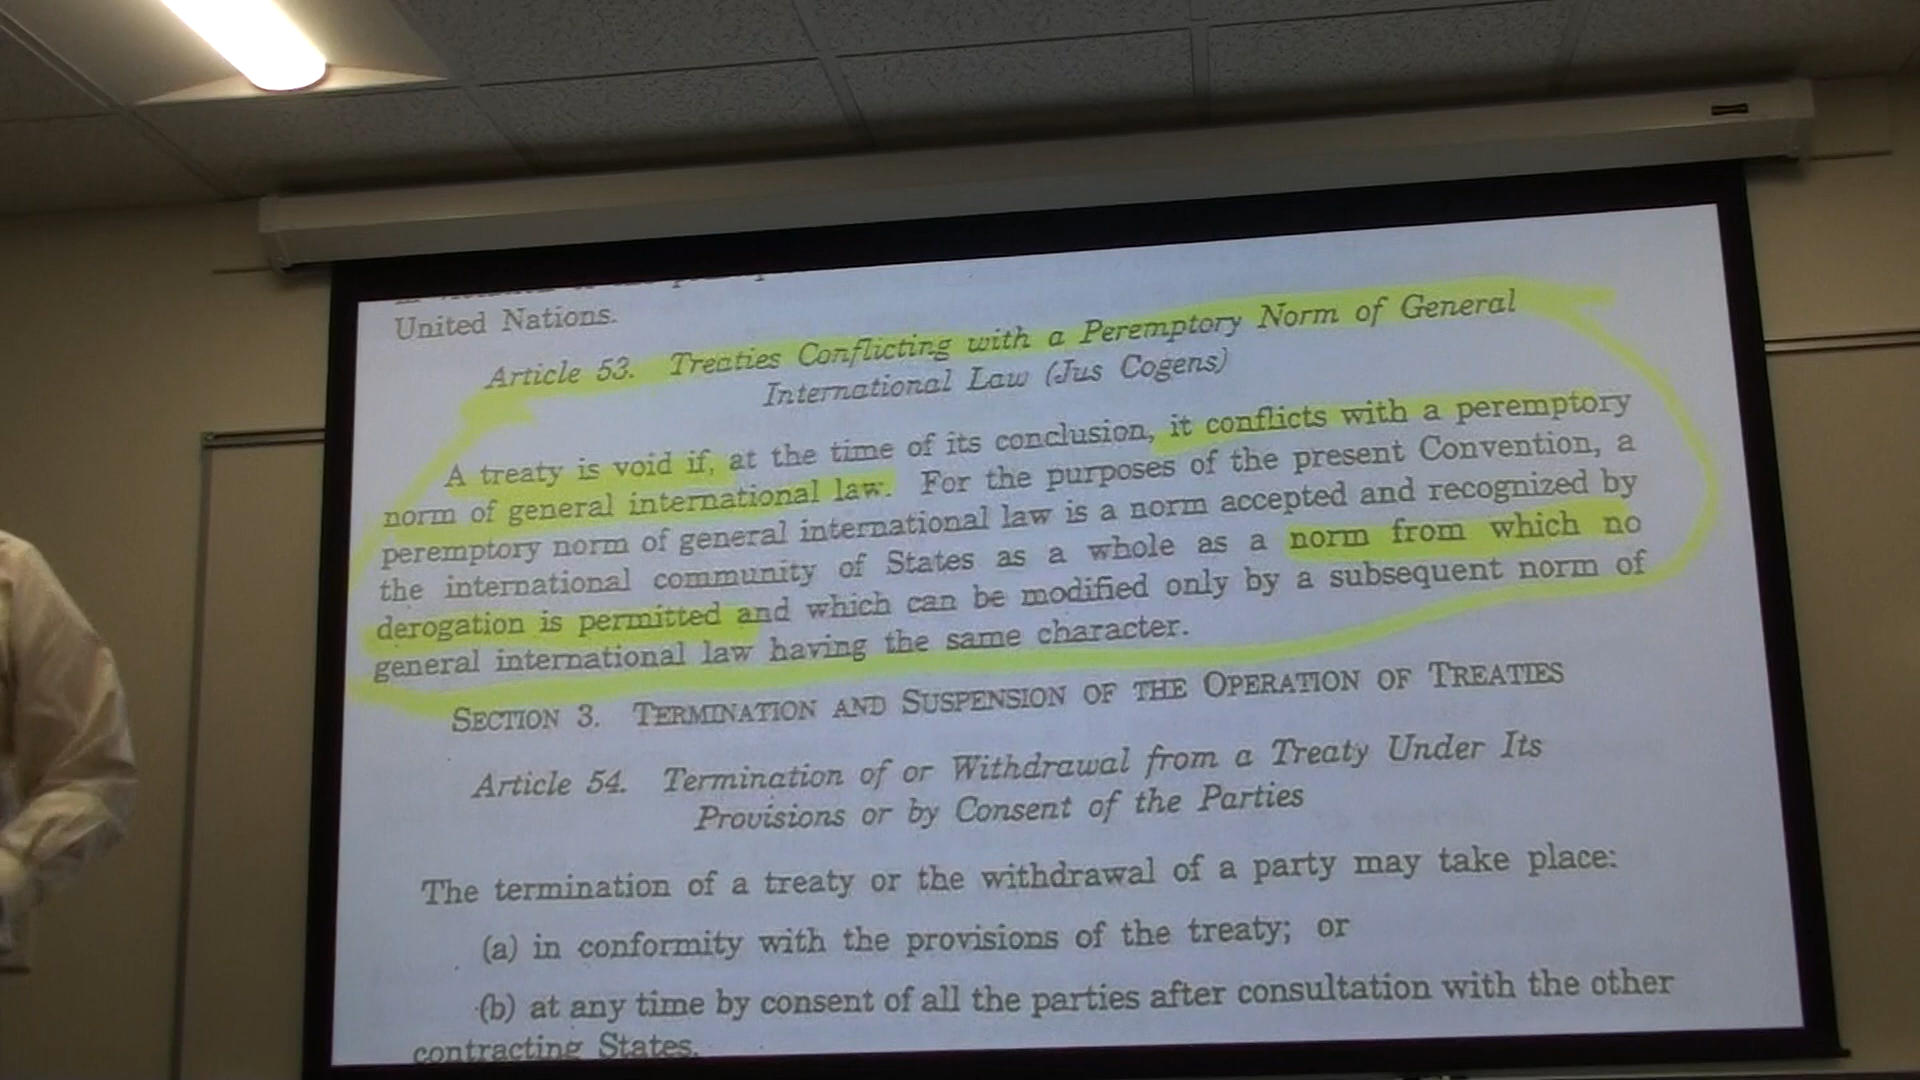 United Nations.
Article 53. Treaties Conflicting with a Peremptory Norm of General
International Law (Jus Cogens)
A treaty is void if, at the time of its conclusion, it conflicts with a peremptory
norm of general international law. For the purposes of the present Convention, a
peremptory norm of general international law is a norm accepted and recognized by
the international community of States as a whole as a norm from which no
derogation is permitted and which can be modified only by a subsequent norm of
general international law having the same character.
SECTION 3. TERMINATION AND SUSPENSION OF THE OPERATION OF TREATIES
Article 54. Termination of or Withdrawal from a Treaty Under Its
Provisions or by Consent of the Parties
The termination of a treaty or the withdrawal of a party may take place:
(a) in conformity with the provisions of the treaty; or
(b) at any time by consent of all the parties after consultation with the other
contracting States.